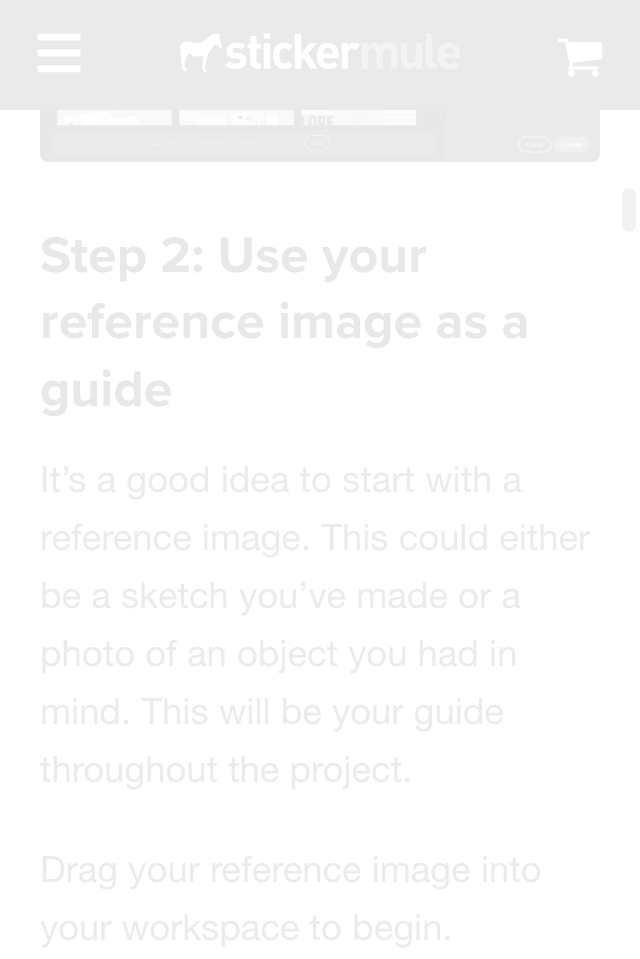 stickermule
Step 2: Use your
reference image as a
guide
It’s a good idea to start with a
reference image. This could either
be a sketch you’ve made or a
photo of an object you had in
mind. This will be your guide
throughout the project.
Drag your reference image into
your workspace to begin.